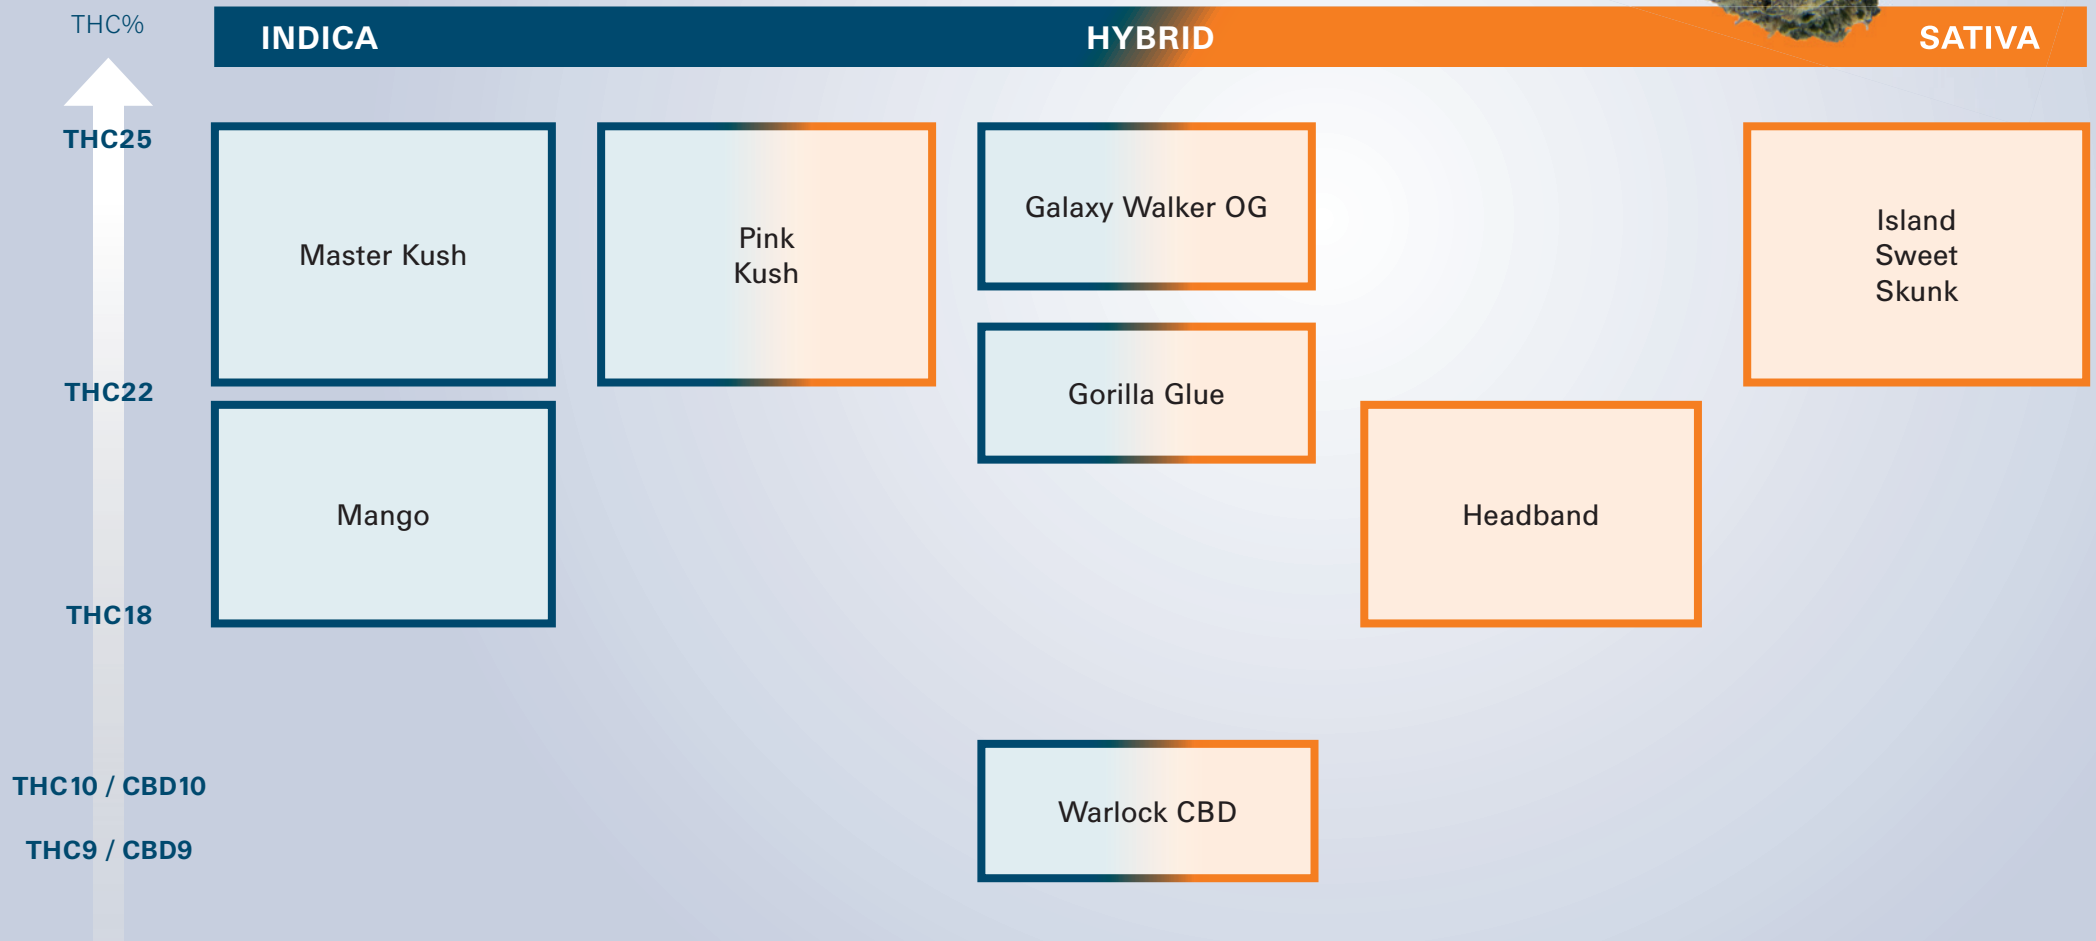 THC%
INDICA
HYBRID
SATIVA
THC25
Master Kush
Pink
Kush
Galaxy Walker OG
Island
Sweet
Skunk
THC22
Gorilla Glue
Mango
Headband
THC18
THC10 / CBD10
Warlock CBD
THC9 / CBD9